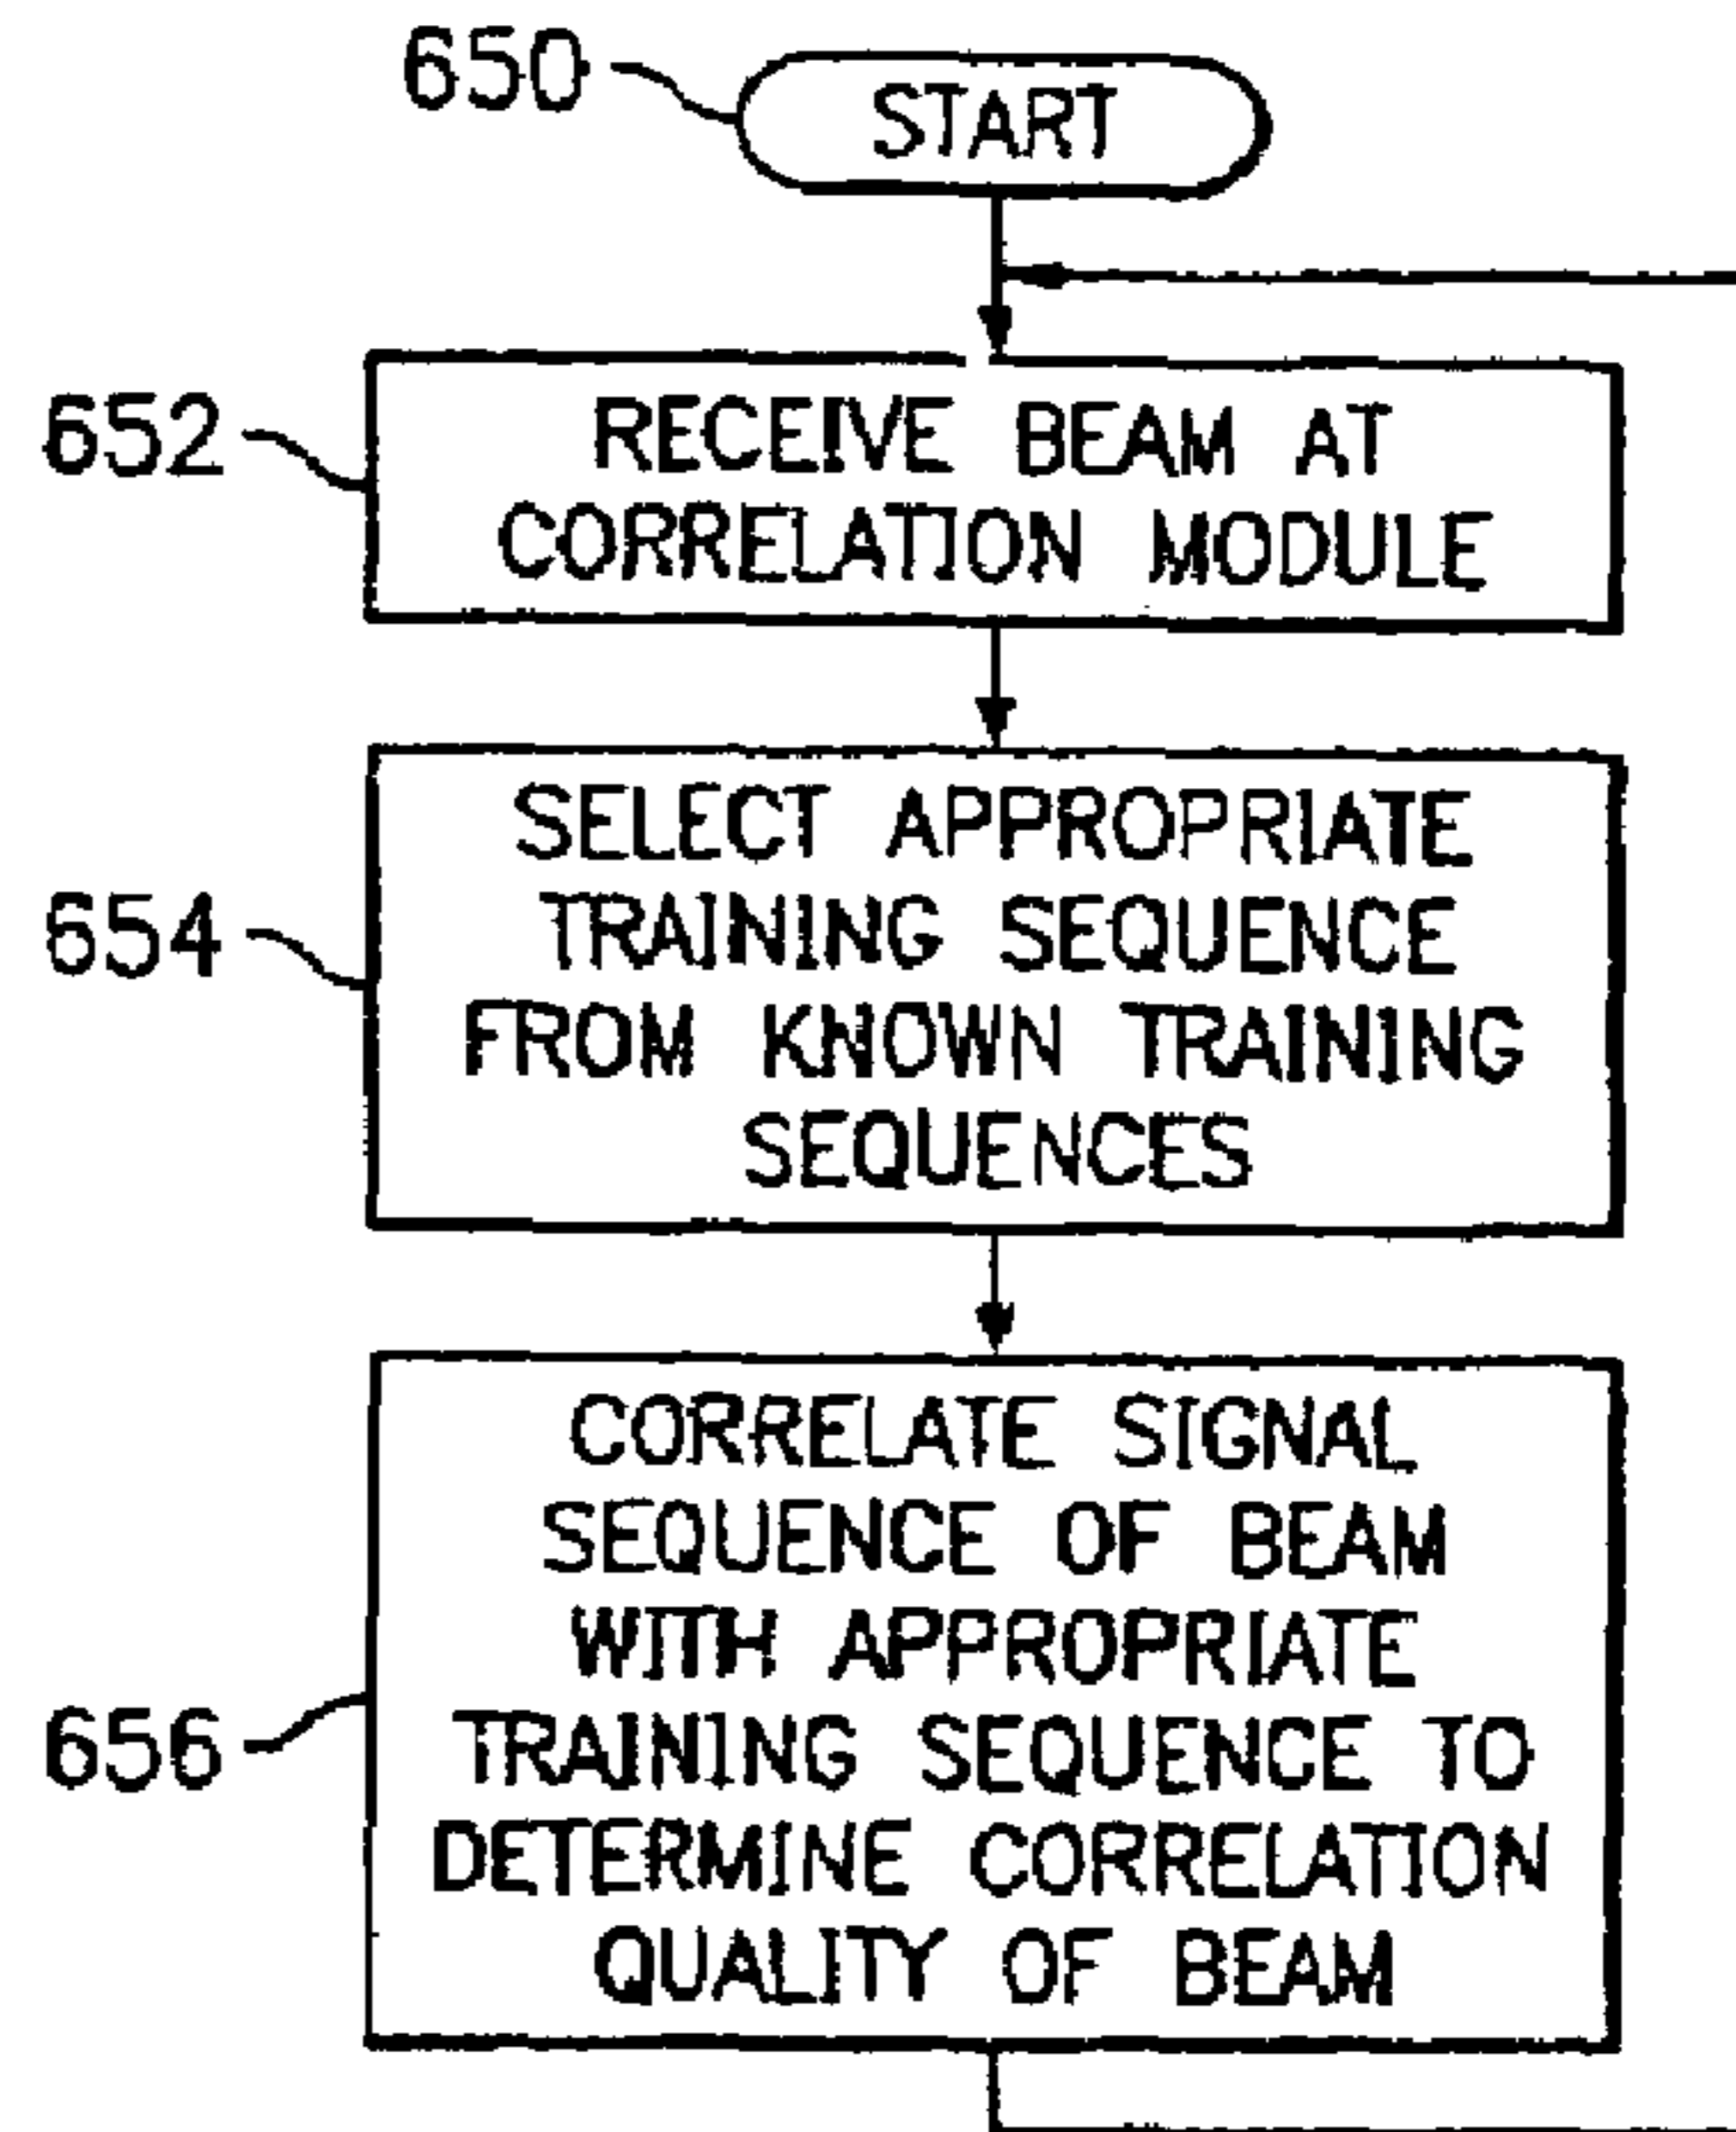 650
START
652
RECEIVE BEAM AT
CORRELATION MODULE
654
SELECT APPROPRIATE
TRAINING SEQUENCE
FROM KNOWN TRAINING
SEQUENCES
656
CORRELATE SIGNAL
SEQUENCE OF BEAM
WITH APPROPRIATE
TRAINING SEQUENCE TO
DETERMINE CORRELATION
QUALITY OF BEAM